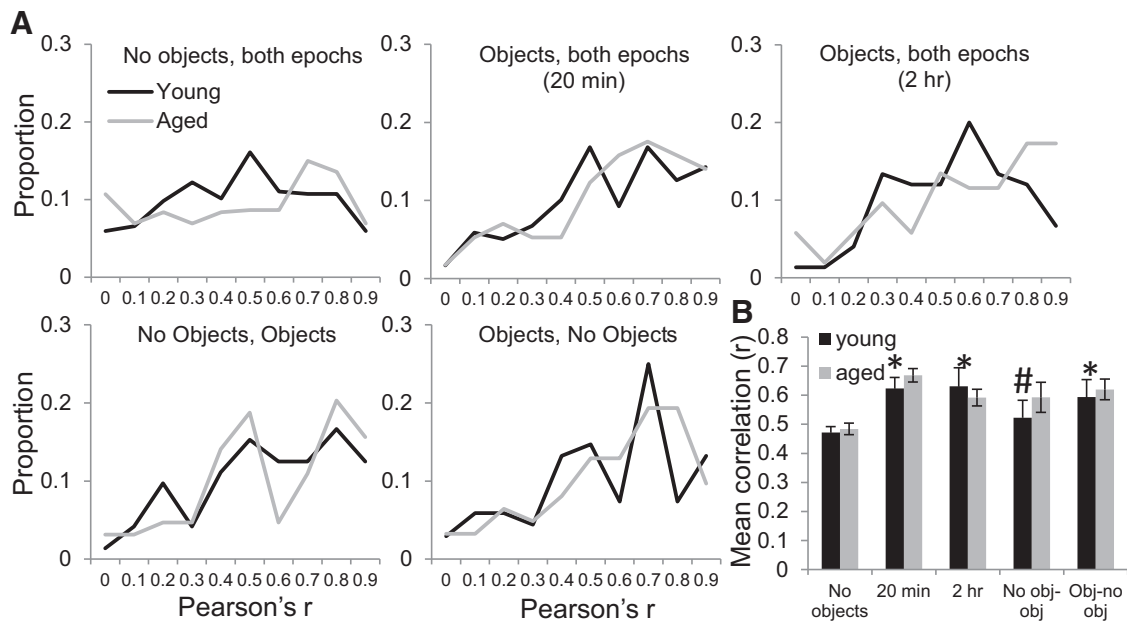 A
No objects, both epochs
Young
Aged
Proportion
0.3
0.2
0.1
0
0 0.1 0.2 0.3 0.4 0.5 0.6 0.7 0.8 0.9
Objects, both epochs
(20 min)
0.3
0.2
0.1
0
0 0.1 0.2 0.3 0.4 0.5 0.6 0.7 0.8 0.9
Objects, both epochs
(2 hr)
0.3
0.2
0.1
0
0 0.1 0.2 0.3 0.4 0.5 0.6 0.7 0.8 0.9
No Objects, Objects
Proportion
0.3
0.2
0.1
0
0 0.1 0.2 0.3 0.4 0.5 0.6 0.7 0.8 0.9
Pearson's r
Objects, No Objects
0.3
0.2
0.1
0
0 0.1 0.2 0.3 0.4 0.5 0.6 0.7 0.8 0.9
Pearson's r
B
Mean correlation (r)
0.8
0.7
0.6
0.5
0.4
0.3
0.2
0.1
0
young
aged
* * # *
No objects
20 min
2 hr
No obj-
obj
Obj-no
obj